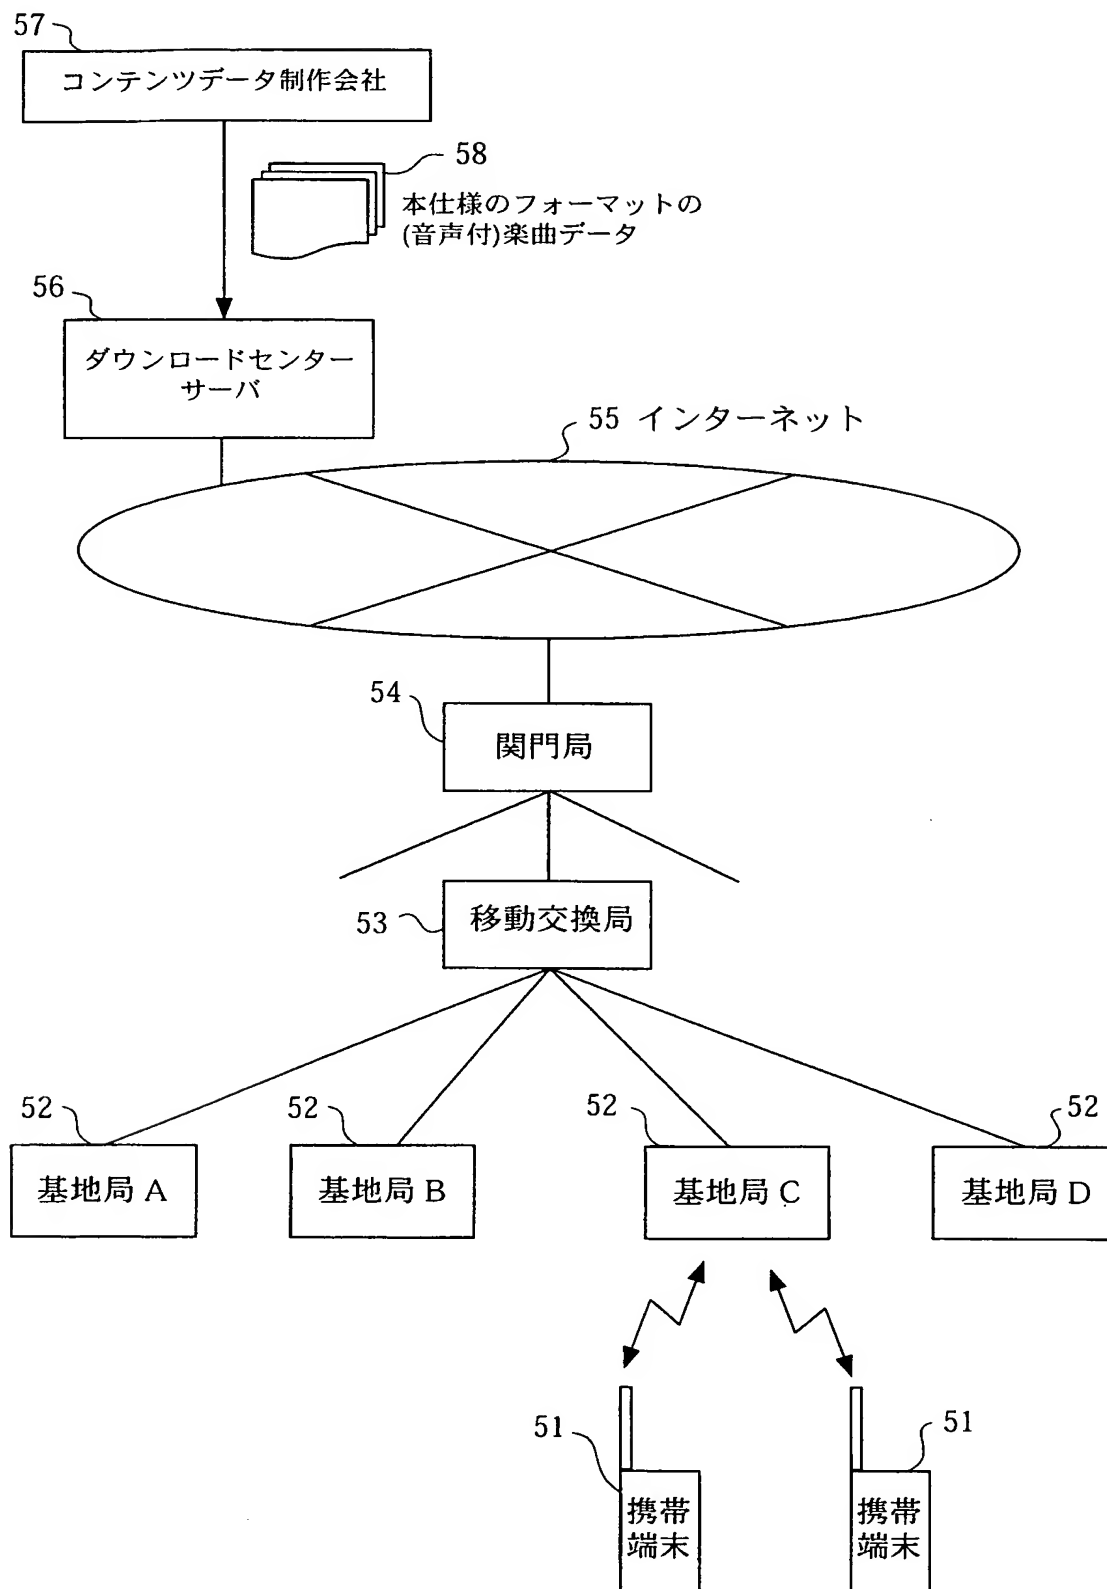 57
コンテンツデータ制作会社
58
本仕様のフォーマットの
(音声付)楽曲データ
56
ダウンロードセンター
サーバ
55 インターネット
54
関門局
53
移動交換局
52
52
52
52
基地局 A
基地局 B
基地局 C
基地局 D
51
51
携帯
端末
携帯
端末